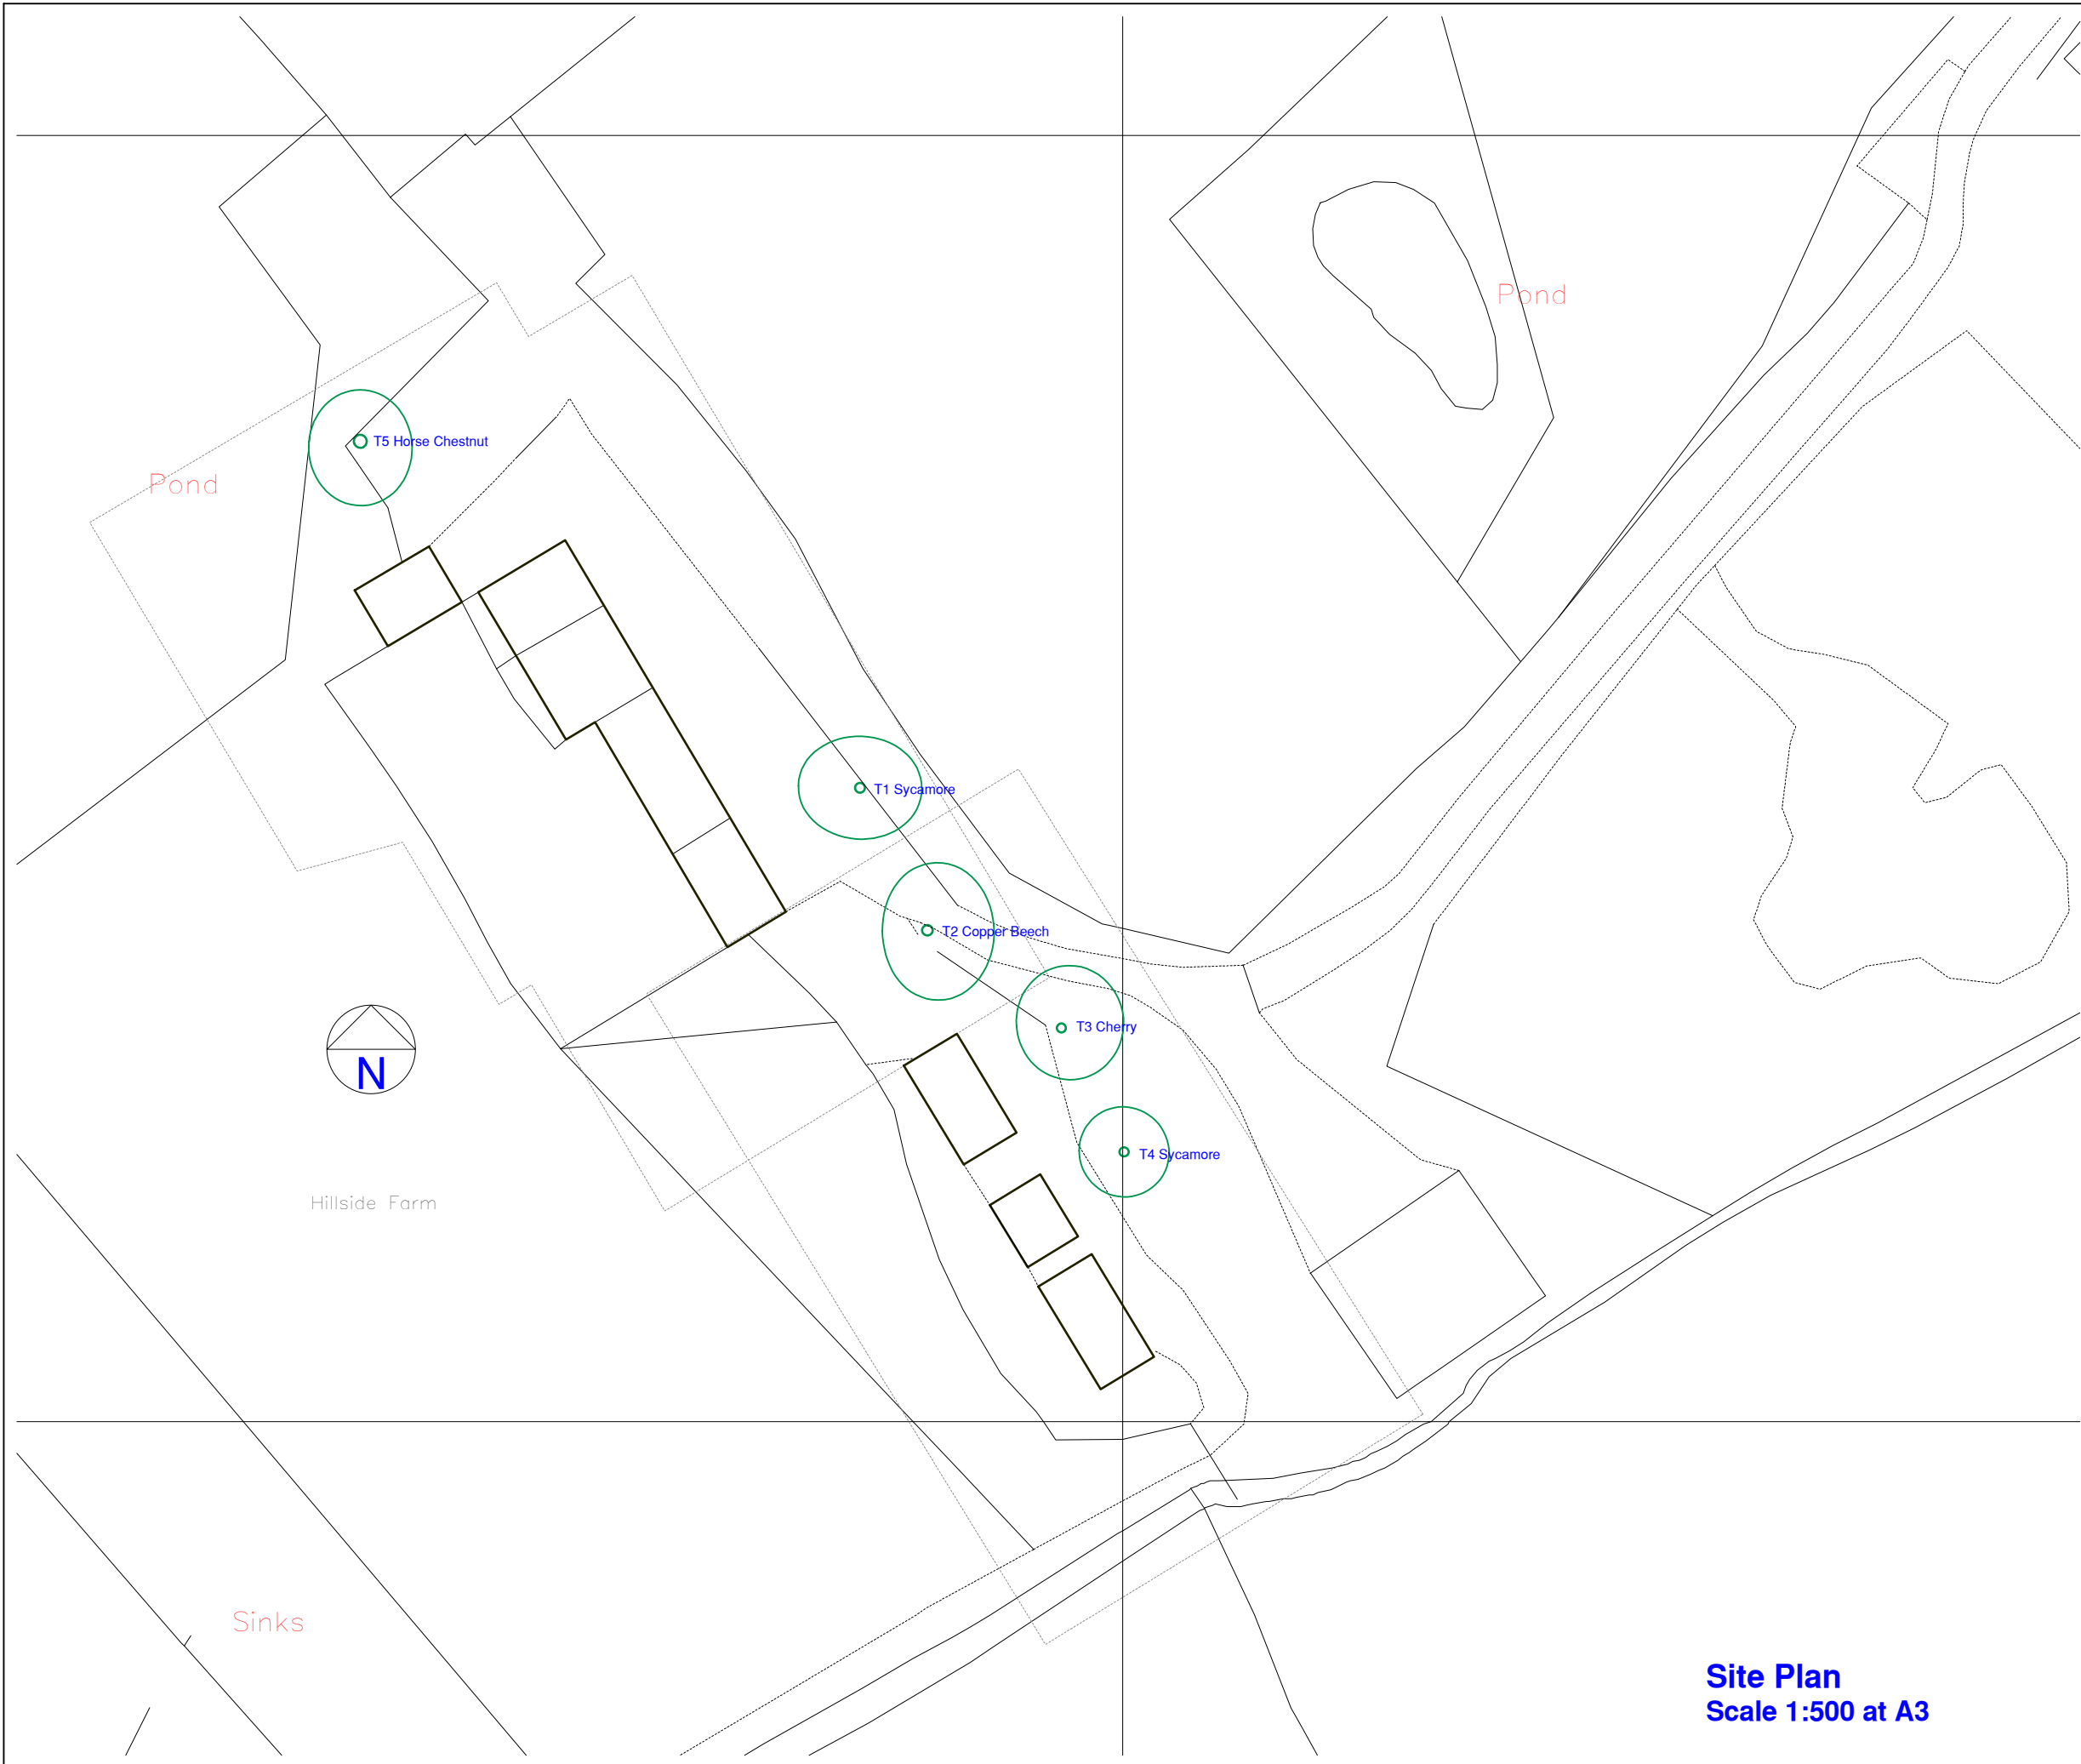 Pond
T5 Horse Chestnut
Pond
T1 Sycamore
T2 Copper Beech
T3 Cherry
N
T4 Sycamore
Hillside Farm
Sinks
Site Plan
Scale 1:500 at A3